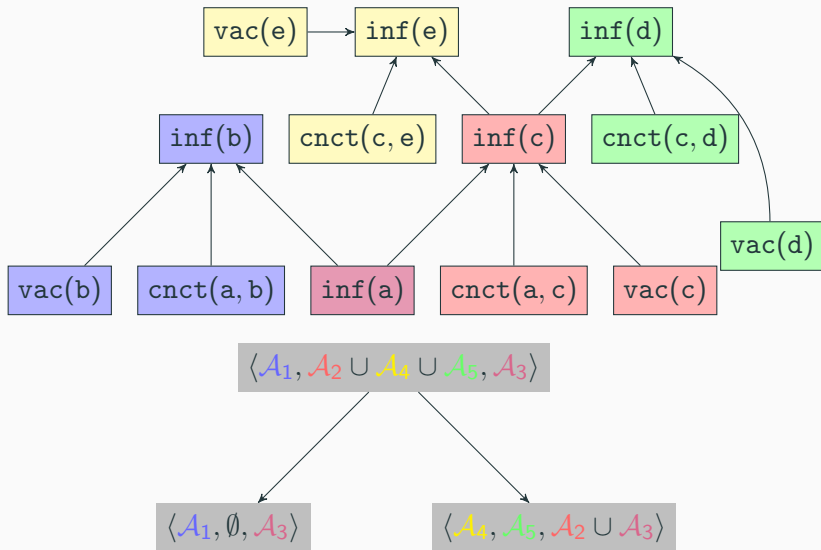 vac(e) inf(e) inf(d)
inf(b) cnct(c, e) inf(c) cnct(c, d)
vac(d)
vac(b) cnct(a, b) inf(a) cnct(a, c) vac(c)
⟨𝒜₁, 𝒜₂ ∪ 𝒜₄ ∪ 𝒜₅, 𝒜₃⟩
⟨𝒜₁, ∅, 𝒜₃⟩ ⟨𝒜₄, 𝒜₅, 𝒜₂ ∪ 𝒜₃⟩